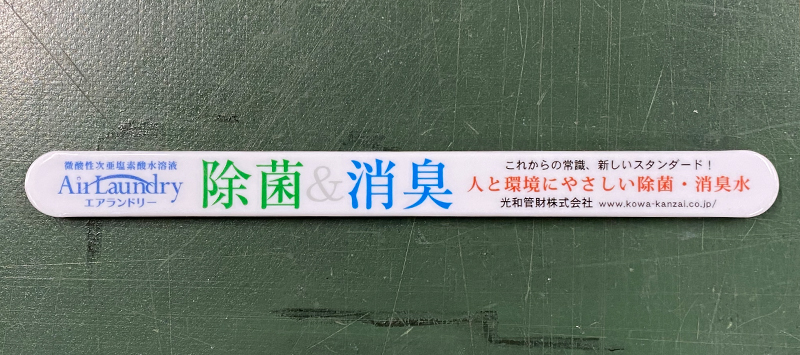 微酸性次亜塩素酸水溶液
AirLaundry
エアランドリー
除菌&消臭
これからの常識、新しいスタンダード！
人と環境にやさしい除菌・消臭水
光和管財株式会社 www.kowa-kanzai.co.jp/